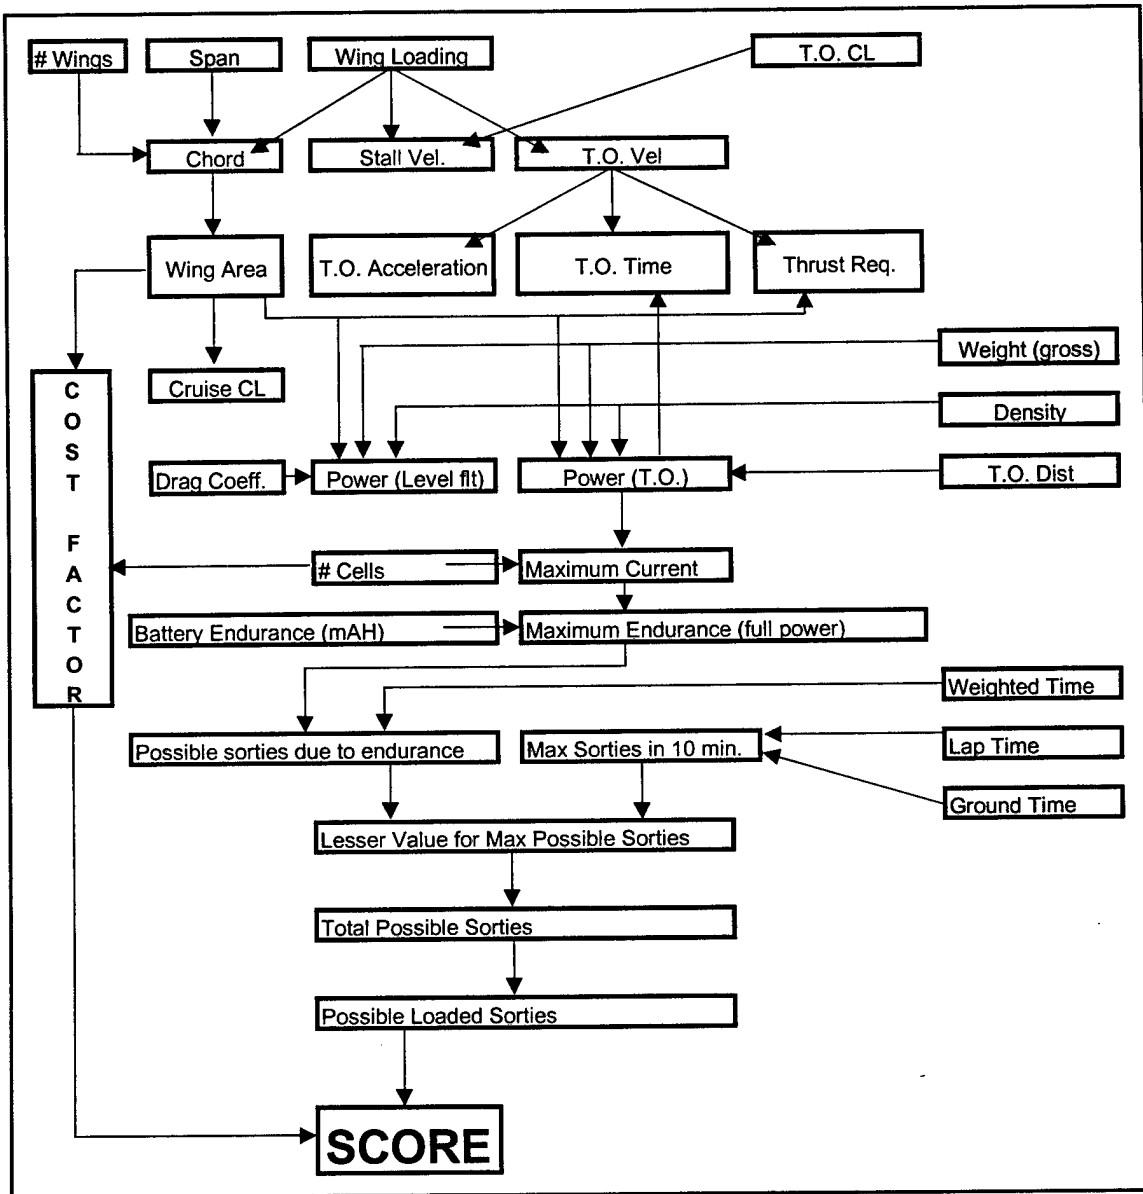 # Wings
Span
Wing Loading
T.O. CL
Chord
Stall Vel.
T.O. Vel
Wing Area
T.O. Acceleration
T.O. Time
Thrust Req.
Weight (gross)
Cruise CL
Density
COST FACTOR
Drag Coeff.
Power (Level flt)
Power (T.O.)
T.O. Dist
# Cells
Maximum Current
Battery Endurance (mAH)
Maximum Endurance (full power)
Weighted Time
Possible sorties due to endurance
Max Sorties in 10 min.
Lap Time
Ground Time
Lesser Value for Max Possible Sorties
Total Possible Sorties
Possible Loaded Sorties
SCORE